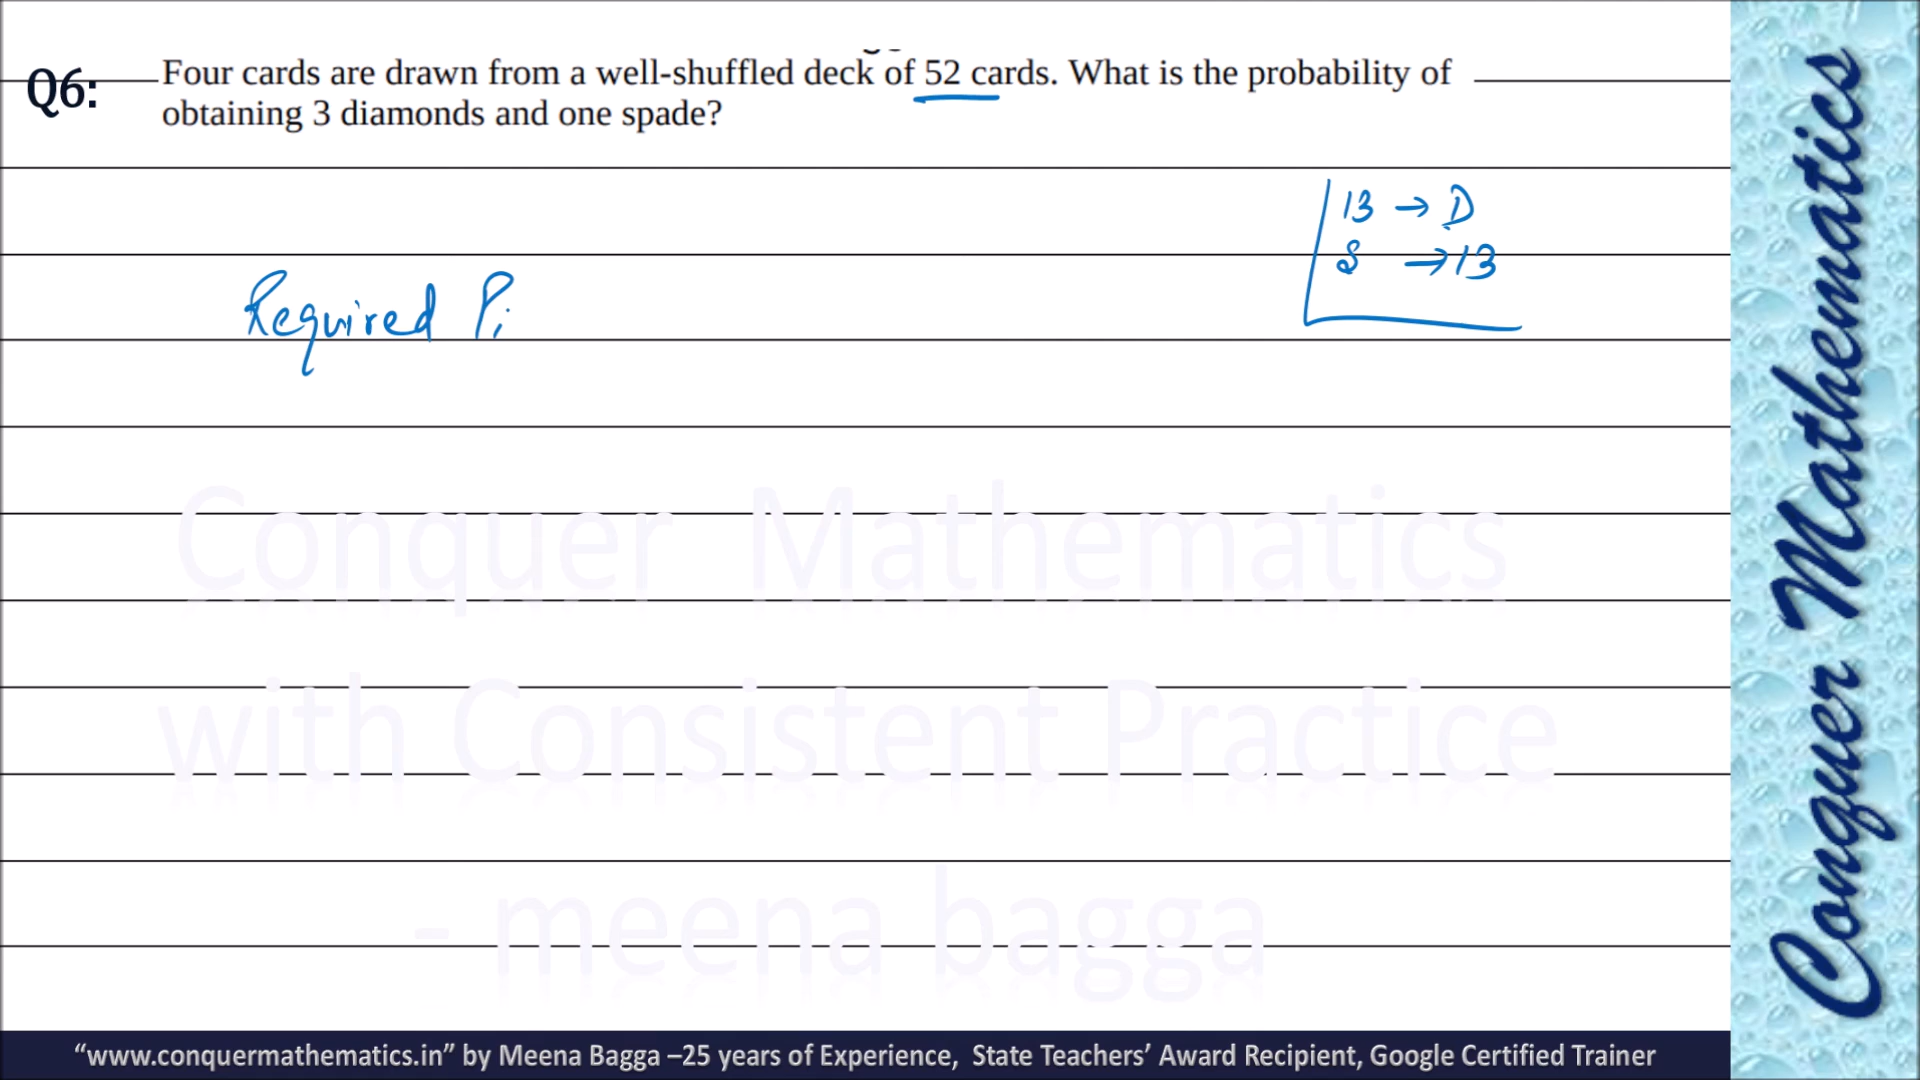 Q6: Four cards are drawn from a well-shuffled deck of 52 cards. What is the probability of
obtaining 3 diamonds and one spade?
13 → D
S → 13
Required P
Conquer Mathematics
with Consistent Practice
- meena bagga
Conquer Mathematics
“www.conquermathematics.in” by Meena Bagga –25 years of Experience, State Teachers’ Award Recipient, Google Certified Trainer